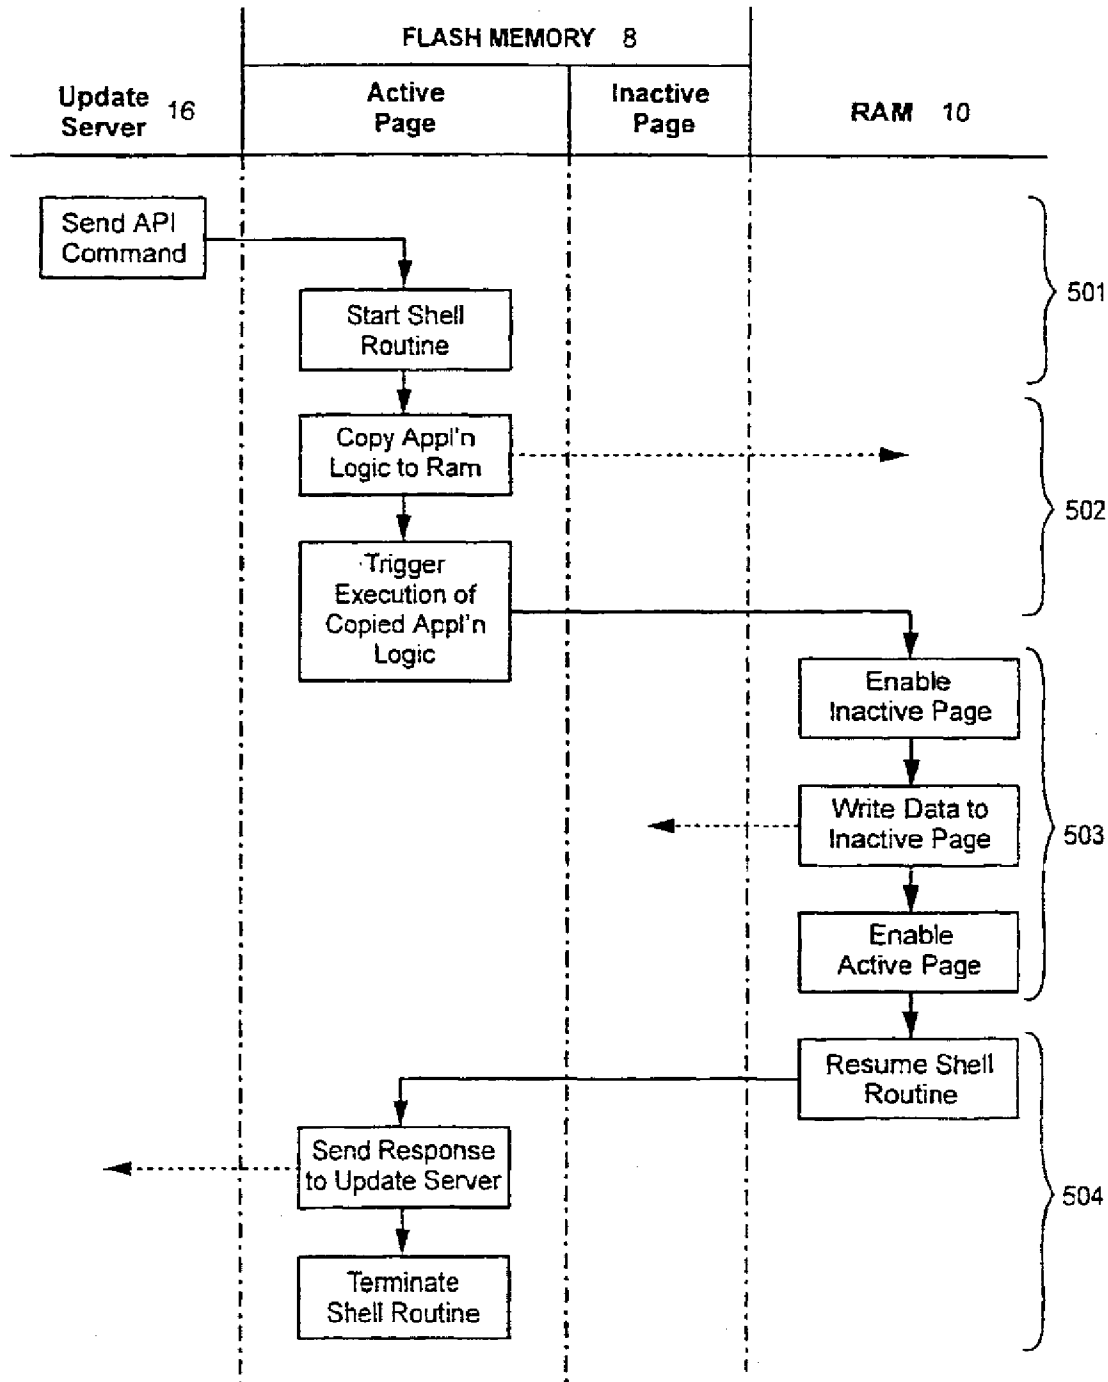 FLASH MEMORY 8
Update Server 16
Active Page
Inactive Page
RAM 10
Send API
Command
501
Start Shell
Routine
Copy Appl'n
Logic to Ram
502
Trigger
Execution of
Copied Appl'n
Logic
Enable
Inactive Page
Write Data to
Inactive Page
503
Enable
Active Page
Resume Shell
Routine
Send Response
to Update Server
504
Terminate
Shell Routine